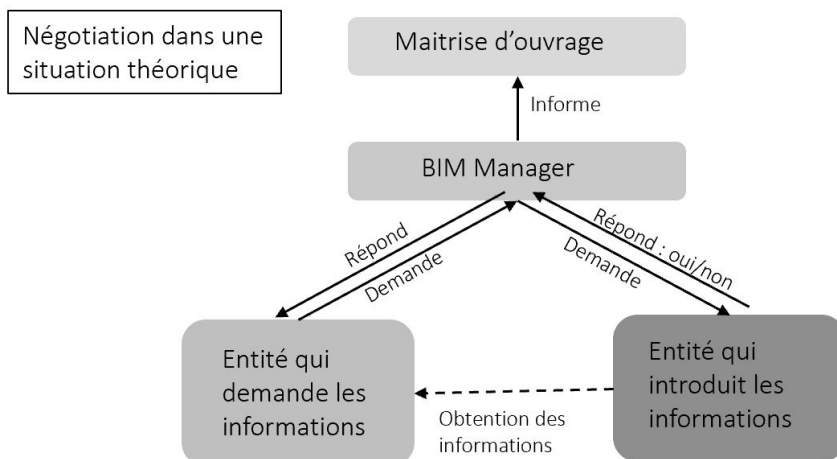 Négotiation dans une
situation théorique
Maitrise d'ouvrage
Informe
BIM Manager
Répond
Demande
Répond : oui/non
Demande
Entité qui
demande les
informations
Obtention des
informations
Entité qui
introduit les
informations